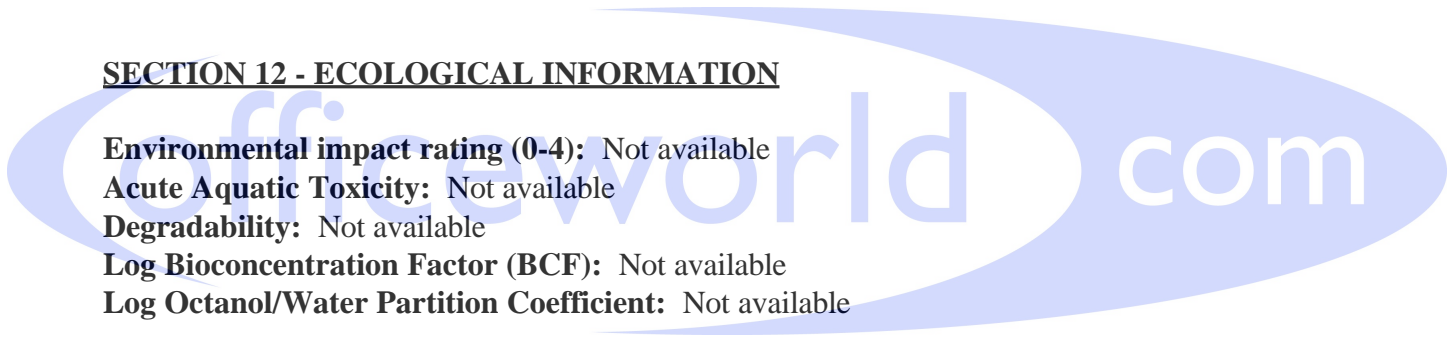 SECTION 12 - ECOLOGICAL INFORMATION
Environmental impact rating (0-4): Not available
Acute Aquatic Toxicity: Not available
Degradability: Not available
Log Bioconcentration Factor (BCF): Not available
Log Octanol/Water Partition Coefficient: Not available
officeworld com